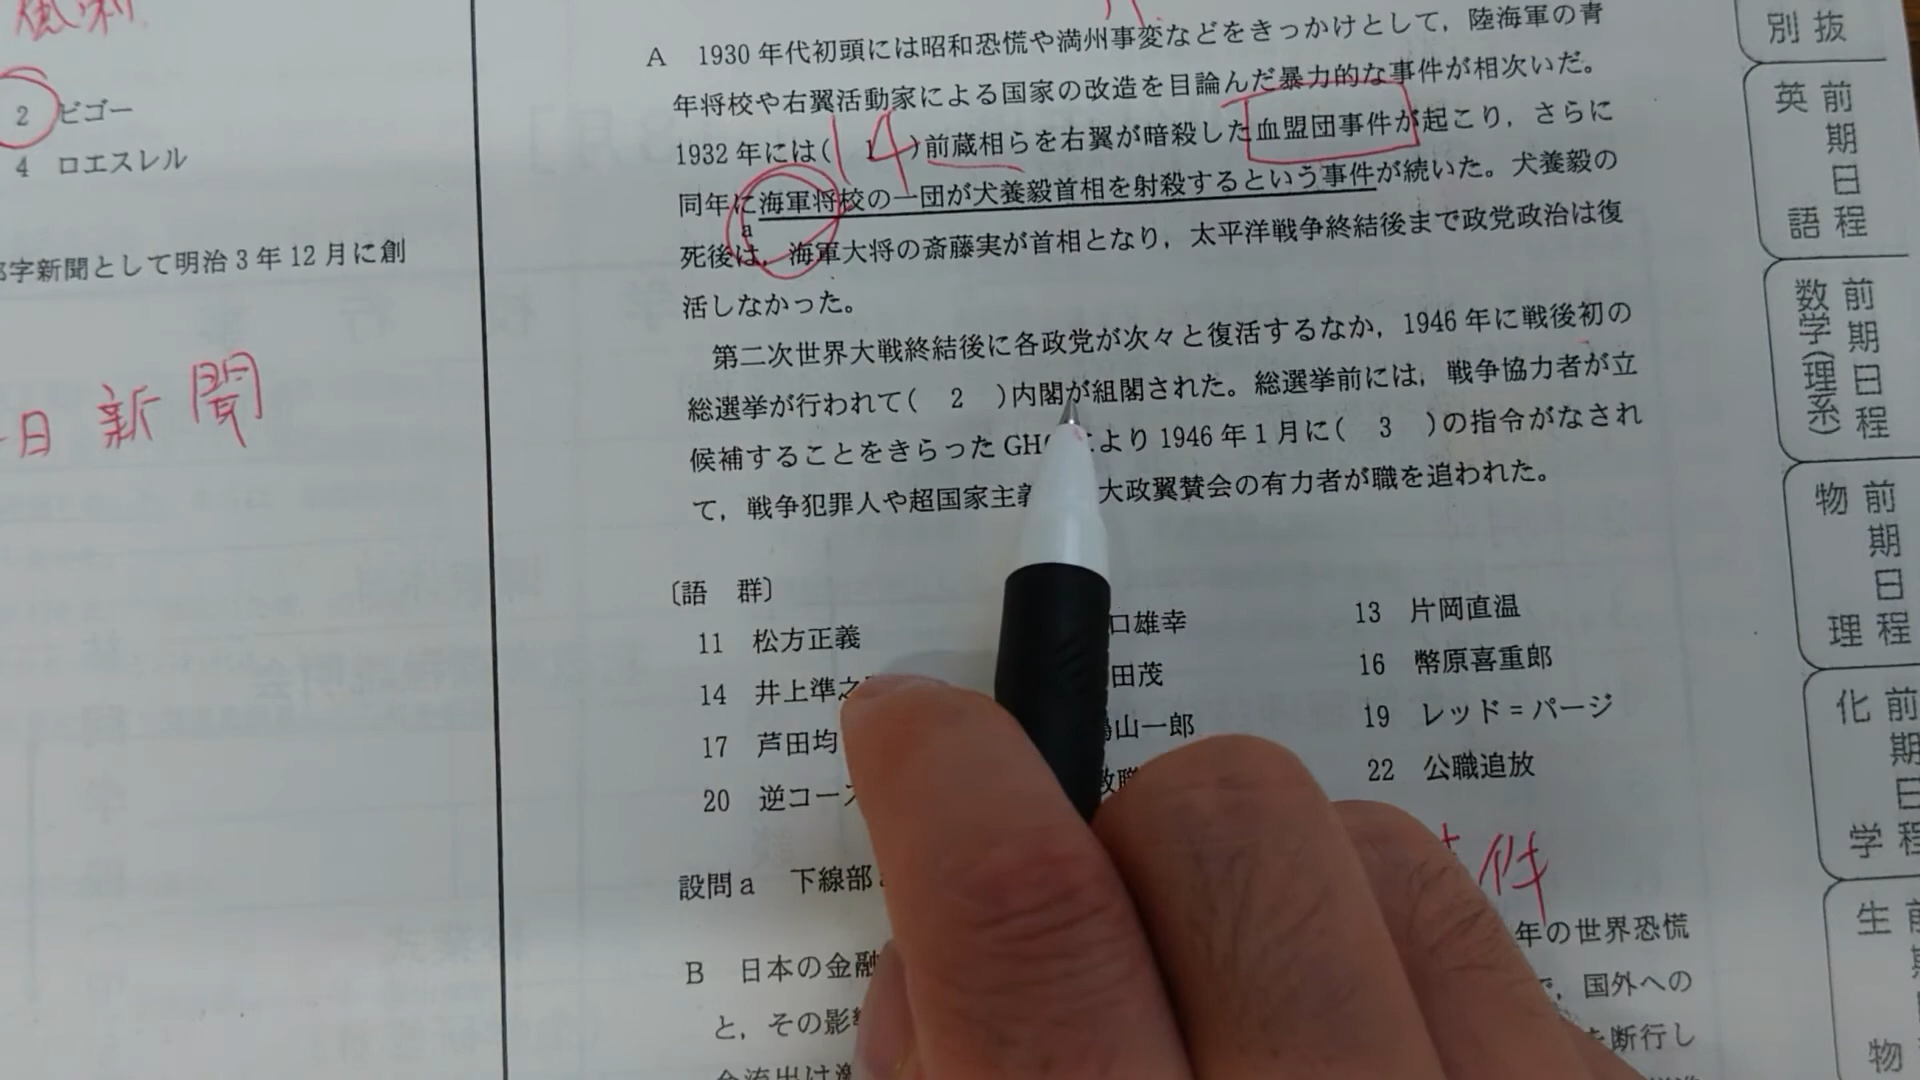 2 ビゴー
4 ロエスレル
字新聞として明治3年12月に創
日新聞
A 1930年代初頭には昭和恐慌や満州事変などをきっかけとして，陸海軍の青
年将校や右翼活動家による国家の改造を目論んだ暴力的な事件が相次いだ。
1932年には( 1 )前蔵相らを右翼が暗殺した血盟団事件が起こり，さらに
14
同年に海軍将校の一団が犬養毅首相を射殺するという事件が続いた。犬養毅の
a
死後は，海軍大将の斎藤実が首相となり，太平洋戦争終結後まで政党政治は復
活しなかった。
第二次世界大戦終結後に各政党が次々と復活するなか，1946年に戦後初の
総選挙が行われて( 2 )内閣が組閣された。総選挙前には，戦争協力者が立
候補することをきらったGH により1946年1月に( 3 )の指令がなされ
て，戦争犯罪人や超国家主義 大政翼賛会の有力者が職を追われた。
〔語 群〕
11 松方正義 口雄幸 13 片岡直温
14 井上準之 田茂 16 幣原喜重郎
17 芦田均 山一郎 19 レッド＝パージ
20 逆コー 22 公職追放
設問a 下線部
件
B 日本の金融 年の世界恐慌
と，その影 国外への
を断行し
金流出は
別抜
前期日程
英語
前期日程
数学(理系)
前期日程
物理
前期日程
化学
生物